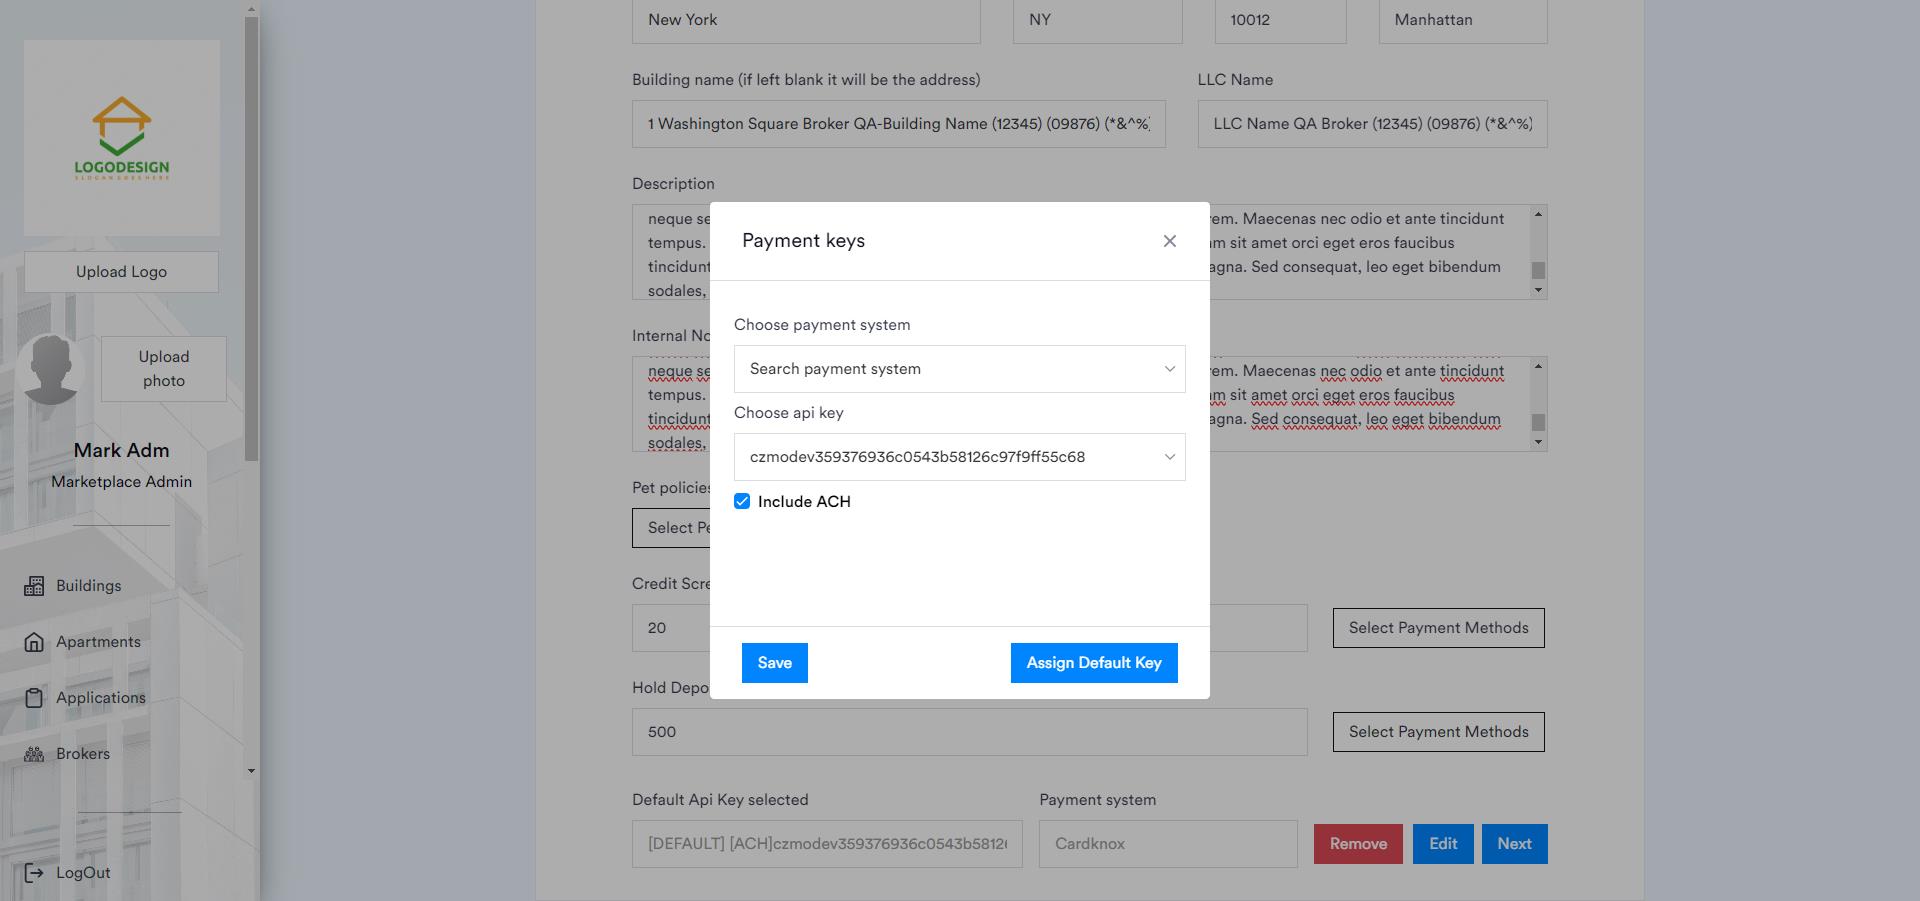 LOGODESIGN
SLOGAN GOES HERE
Upload Logo
Upload photo
Mark Adm
Marketplace Admin
Buildings
Apartments
Applications
Brokers
LogOut
New York
NY
10012
Manhattan
Building name (if left blank it will be the address)
LLC Name
1 Washington Square Broker QA-Building Name (12345) (09876) (*&^%)
LLC Name QA Broker (12345) (09876) (*&^%)
Description
neque se
rem. Maecenas nec odio et ante tincidunt
tempus.
am sit amet orci eget eros faucibus
tincidunt
agna. Sed consequat, leo eget bibendum
sodales,
Internal No
neque se
rem. Maecenas nec odio et ante tincidunt
tempus.
am sit amet orci eget eros faucibus
tincidunt
agna. Sed consequat, leo eget bibendum
sodales,
Pet policies
Select Pe
Credit Scre
20
Select Payment Methods
Hold Depo
500
Select Payment Methods
Default Api Key selected
Payment system
[DEFAULT] [ACH]czmodev359376936c0543b5812
Cardknox
Remove
Edit
Next
Payment keys
Choose payment system
Search payment system
Choose api key
czmodev359376936c0543b58126c97f9ff55c68
Include ACH
Save
Assign Default Key